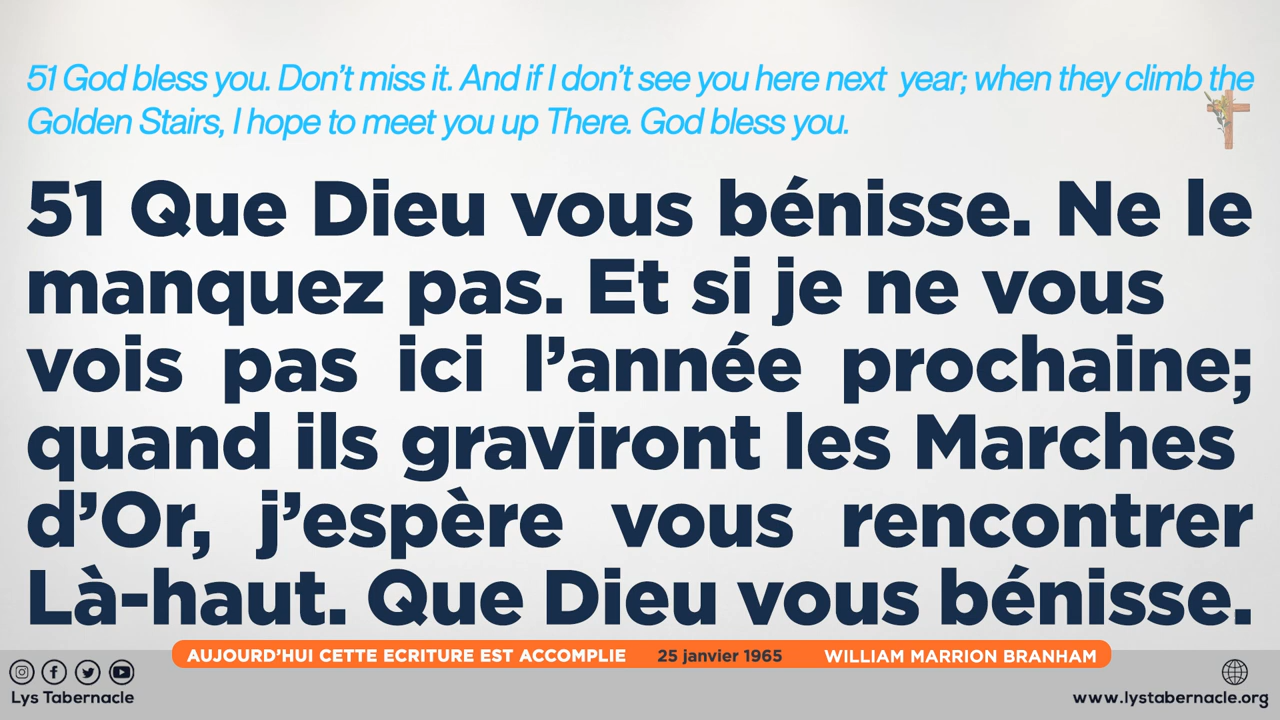 51 God bless you. Don't mit it. And if I don't see you here next  year; when they climb the
Golden Stairs, I hope to meet you up There. God bless you.
51 Que Dieu vous bénisse. Ne le
manquez pas. Et si je ne vous
vois pas ici l'année prochaine;
quand ils graviront les Marches
d'Or, j'espère vous rencontrer
Là-haut. Que Dieu vous bénisse.
AUJOURD'HUI CETTE ECRITURE EST ACCOMPLIE 25 janvier 1965 WILLIAM MARRION BRANHAM
Lys Tabernacle
www.lystabernacle.org